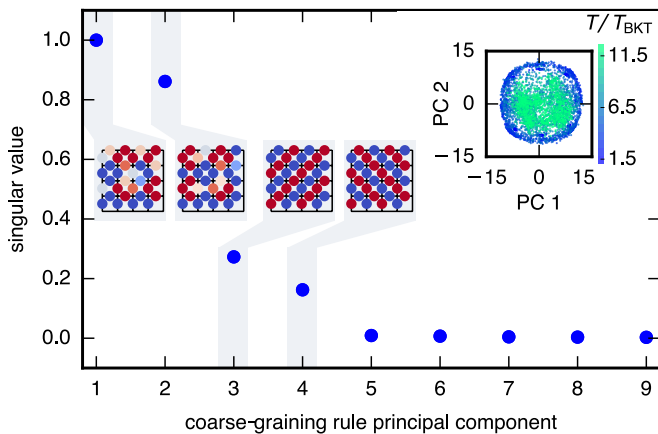 T/T_BKT
1.0
0.8
0.6
0.4
0.2
0.0
singular value
15
0
−15
PC 2
−15 0 15
PC 1
11.5
6.5
1.5
1 2 3 4 5 6 7 8 9
coarse-graining rule principal component